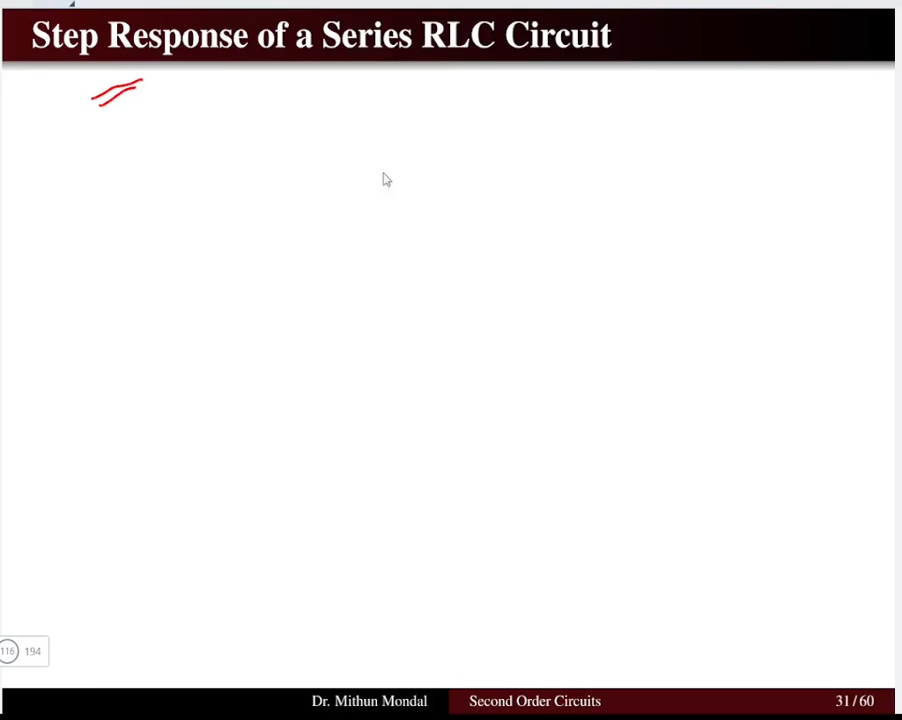 Step Response of a Series RLC Circuit
116 194
Dr. Mithun Mondal Second Order Circuits 31/60